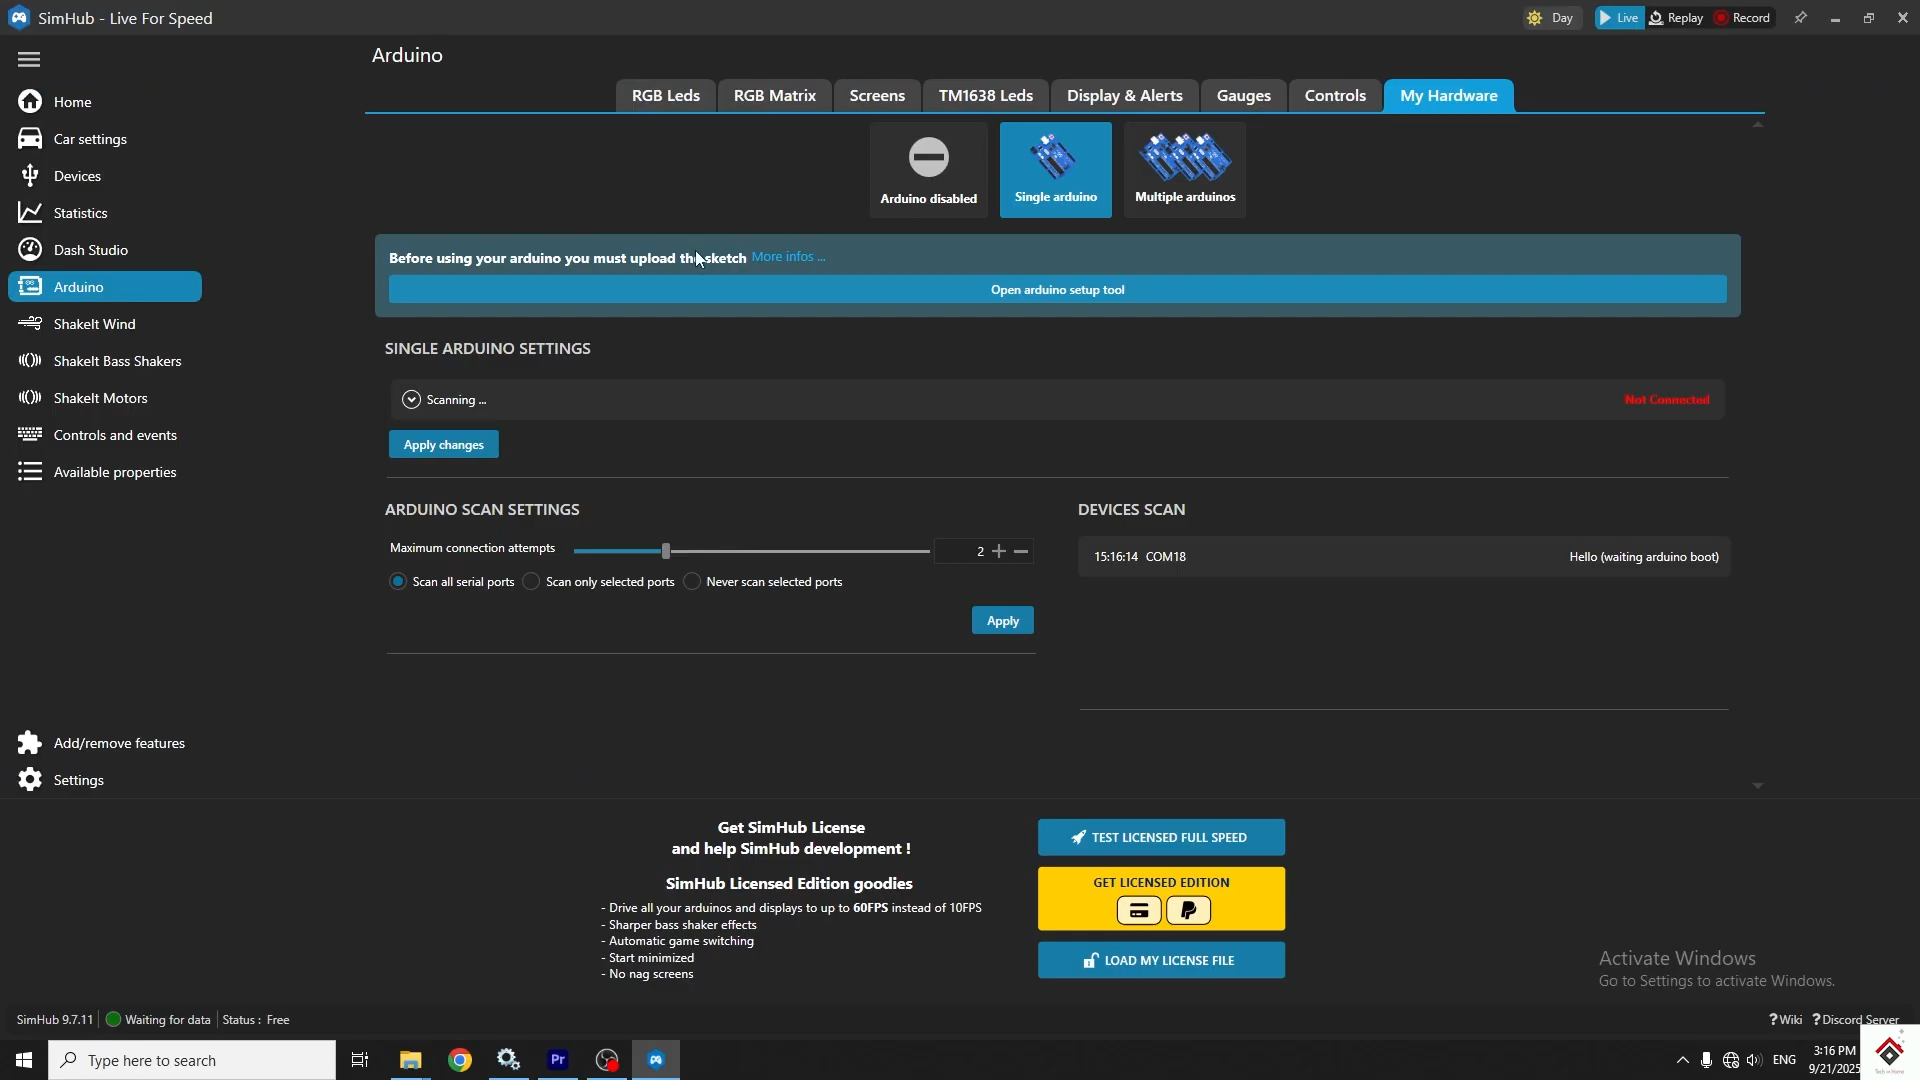 SimHub - Live For Speed
Day
Live
Replay
Record
Arduino
Home
Car settings
Devices
Statistics
Dash Studio
Arduino
ShakeIt Wind
ShakeIt Bass Shakers
ShakeIt Motors
Controls and events
Available properties
Add/remove features
Settings
RGB Leds
RGB Matrix
Screens
TM1638 Leds
Display & Alerts
Gauges
Controls
My Hardware
Arduino disabled
Single arduino
Multiple arduinos
Before using your arduino you must upload the sketch More infos ...
Open arduino setup tool
SINGLE ARDUINO SETTINGS
Scanning ...
Not Connected
Apply changes
ARDUINO SCAN SETTINGS
Maximum connection attempts
2
Scan all serial ports
Scan only selected ports
Never scan selected ports
Apply
DEVICES SCAN
15:16:14 COM18
Hello (waiting arduino boot)
Get SimHub License
and help SimHub development !
SimHub Licensed Edition goodies
- Drive all your arduinos and displays to up to 60FPS instead of 10FPS
- Sharper bass shaker effects
- Automatic game switching
- Start minimized
- No nag screens
TEST LICENSED FULL SPEED
GET LICENSED EDITION
LOAD MY LICENSE FILE
Activate Windows
Go to Settings to activate Windows.
SimHub 9.7.11
Waiting for data
Status : Free
?Wiki
?Discord Server
Type here to search
Pr
ENG
3:16 PM
9/21/2025
Tech in Home